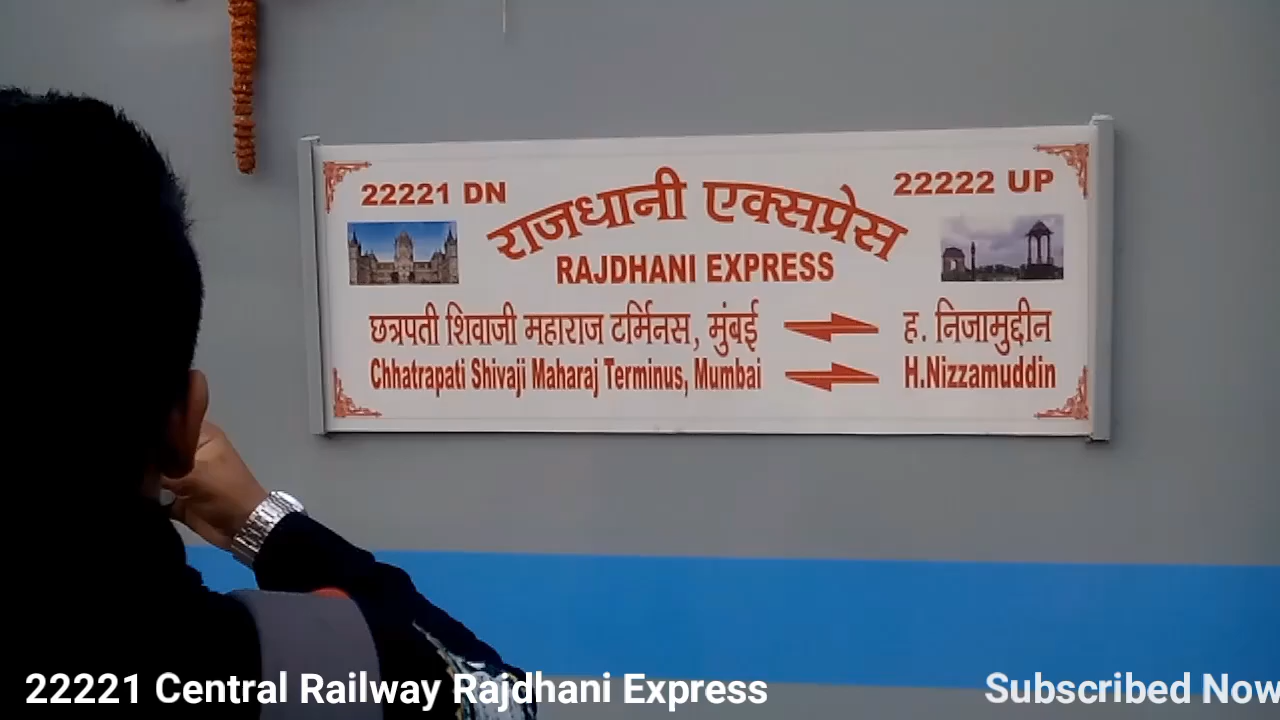 22221 DN
राजधानी एक्सप्रेस
22222 UP
RAJDHANI EXPRESS
छत्रपती शिवाजी महाराज टर्मिनस, मुंबई
ह. निजामुद्दीन
Chhatrapati Shivaji Maharaj Terminus, Mumbai
H.Nizzamuddin
22221 Central Railway Rajdhani Express
Subscribed Now